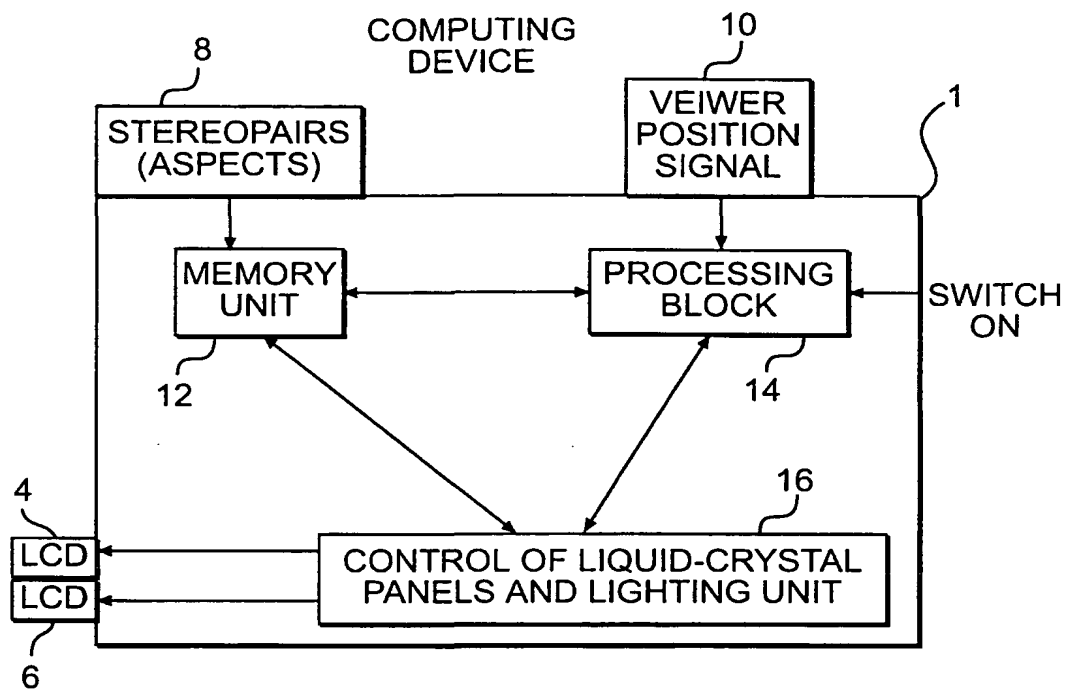 COMPUTING
DEVICE
8
10
1
STEREOPAIRS
(ASPECTS)
VEIWER
POSITION
SIGNAL
MEMORY
UNIT
PROCESSING
BLOCK
SWITCH
ON
12
14
4
16
LCD
LCD
CONTROL OF LIQUID-CRYSTAL
PANELS AND LIGHTING UNIT
6